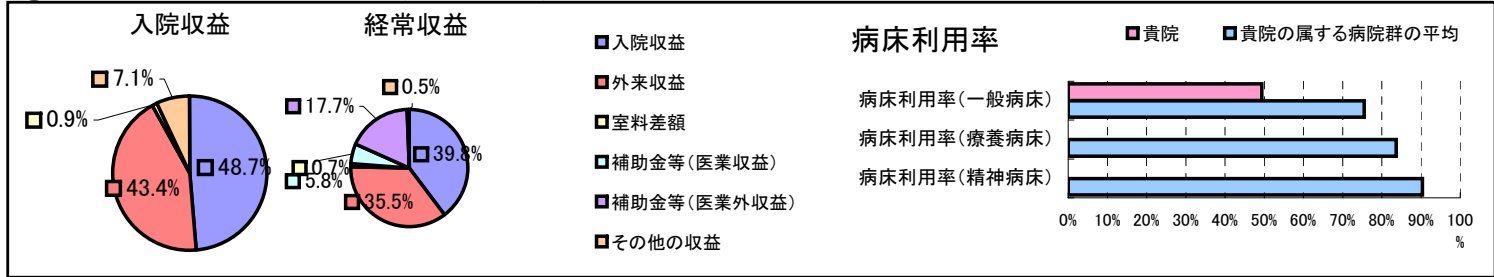 入院収益
7.1%
0.9%
48.7%
43.4%
経常収益
0.5%
17.7%
39.8%
0.7%
5.8%
35.5%
入院収益
外来収益
室料差額
補助金等(医業収益)
補助金等(医業外収益)
その他の収益
病床利用率
貴院 貴院の属する病院群の平均
病床利用率(一般病床)
病床利用率(療養病床)
病床利用率(精神病床)
0% 10% 20% 30% 40% 50% 60% 70% 80% 90% 100
%